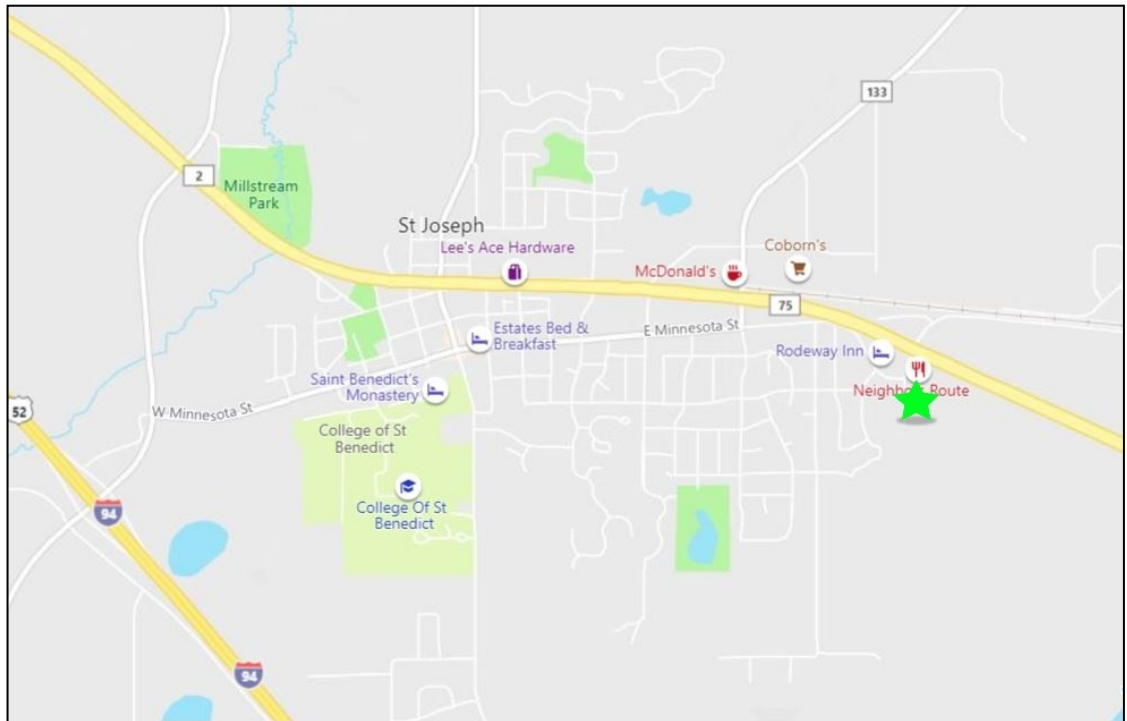 133
2
Millstream
Park
St Joseph
Lee's Ace Hardware
Coborn's
McDonald's
75
E Minnesota St
Estates Bed &
Breakfast
Rodeway Inn
Saint Benedict's
Monastery
Neighbors Route
W Minnesota St
52
College of St
Benedict
College Of St
Benedict
94
94